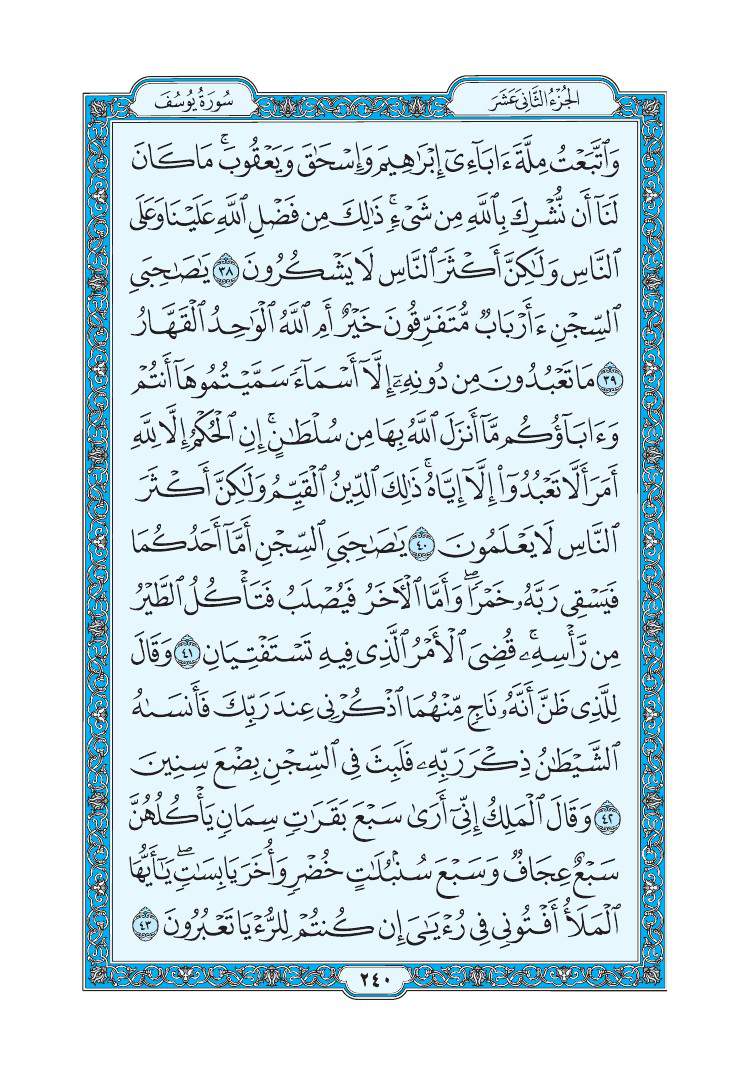 الجُزْءُ الثَّانِي عَشَرَ
سُورَةُ يُوسُفَ
وَٱتَّبَعۡتُ مِلَّةَ ءَابَآءِيٓ إِبۡرَٰهِيمَ وَإِسۡحَٰقَ وَيَعۡقُوبَۚ مَا كَانَ
لَنَآ أَن نُّشۡرِكَ بِٱللَّهِ مِن شَيۡءٖۚ ذَٰلِكَ مِن فَضۡلِ ٱللَّهِ عَلَيۡنَا وَعَلَى
ٱلنَّاسِ وَلَٰكِنَّ أَكۡثَرَ ٱلنَّاسِ لَا يَشۡكُرُونَ ٣٨ يَٰصَٰحِبَيِ
ٱلسِّجۡنِ ءَأَرۡبَابٞ مُّتَفَرِّقُونَ خَيۡرٌ أَمِ ٱللَّهُ ٱلۡوَٰحِدُ ٱلۡقَهَّارُ
٣٩ مَا تَعۡبُدُونَ مِن دُونِهِۦٓ إِلَّآ أَسۡمَآءٗ سَمَّيۡتُمُوهَآ أَنتُمۡ
وَءَابَآؤُكُم مَّآ أَنزَلَ ٱللَّهُ بِهَا مِن سُلۡطَٰنٍۚ إِنِ ٱلۡحُكۡمُ إِلَّا لِلَّهِ
أَمَرَ أَلَّا تَعۡبُدُوٓاْ إِلَّآ إِيَّاهُۚ ذَٰلِكَ ٱلدِّينُ ٱلۡقَيِّمُ وَلَٰكِنَّ أَكۡثَرَ
ٱلنَّاسِ لَا يَعۡلَمُونَ ٤٠ يَٰصَٰحِبَيِ ٱلسِّجۡنِ أَمَّآ أَحَدُكُمَا
فَيَسۡقِي رَبَّهُۥ خَمۡرٗاۖ وَأَمَّا ٱلۡأٓخَرُ فَيُصۡلَبُ فَتَأۡكُلُ ٱلطَّيۡرُ
مِن رَّأۡسِهِۦۚ قُضِيَ ٱلۡأَمۡرُ ٱلَّذِي فِيهِ تَسۡتَفۡتِيَانِ ٤١ وَقَالَ
لِلَّذِي ظَنَّ أَنَّهُۥ نَاجٖ مِّنۡهُمَا ٱذۡكُرۡنِي عِندَ رَبِّكَ فَأَنسَىٰهُ
ٱلشَّيۡطَٰنُ ذِكۡرَ رَبِّهِۦ فَلَبِثَ فِي ٱلسِّجۡنِ بِضۡعَ سِنِينَ
٤٢ وَقَالَ ٱلۡمَلِكُ إِنِّيٓ أَرَىٰ سَبۡعَ بَقَرَٰتٖ سِمَانٖ يَأۡكُلُهُنَّ
سَبۡعٌ عِجَافٞ وَسَبۡعَ سُنۢبُلَٰتٍ خُضۡرٖ وَأُخَرَ يَابِسَٰتٖۖ يَٰٓأَيُّهَا
ٱلۡمَلَأُ أَفۡتُونِي فِي رُءۡيَٰيَ إِن كُنتُمۡ لِلرُّءۡيَا تَعۡبُرُونَ ٤٣
٢٤٠